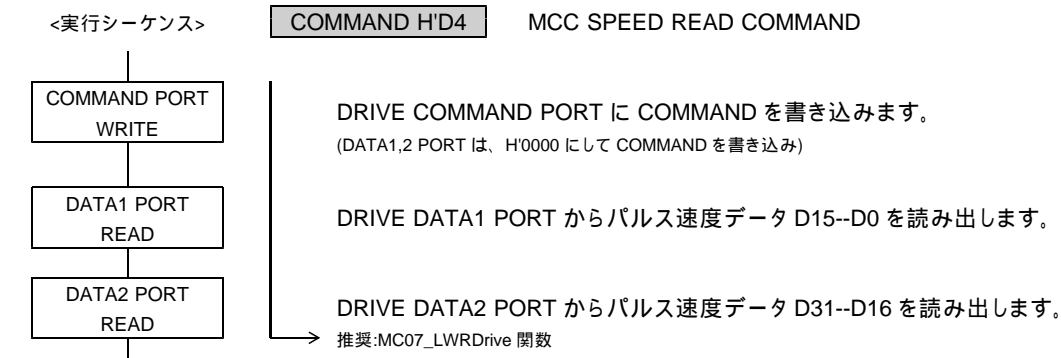 <実行シーケンス>
COMMAND H'D4
MCC SPEED READ COMMAND
COMMAND PORT
WRITE
DRIVE COMMAND PORT に COMMAND を書き込みます。
(DATA1,2 PORT は、H'0000 にして COMMAND を書き込み)
DATA1 PORT
READ
DRIVE DATA1 PORT からパルス速度データ D15--D0 を読み出します。
DATA2 PORT
READ
DRIVE DATA2 PORT からパルス速度データ D31--D16 を読み出します。
推奨:MC07_LWRDrive 関数